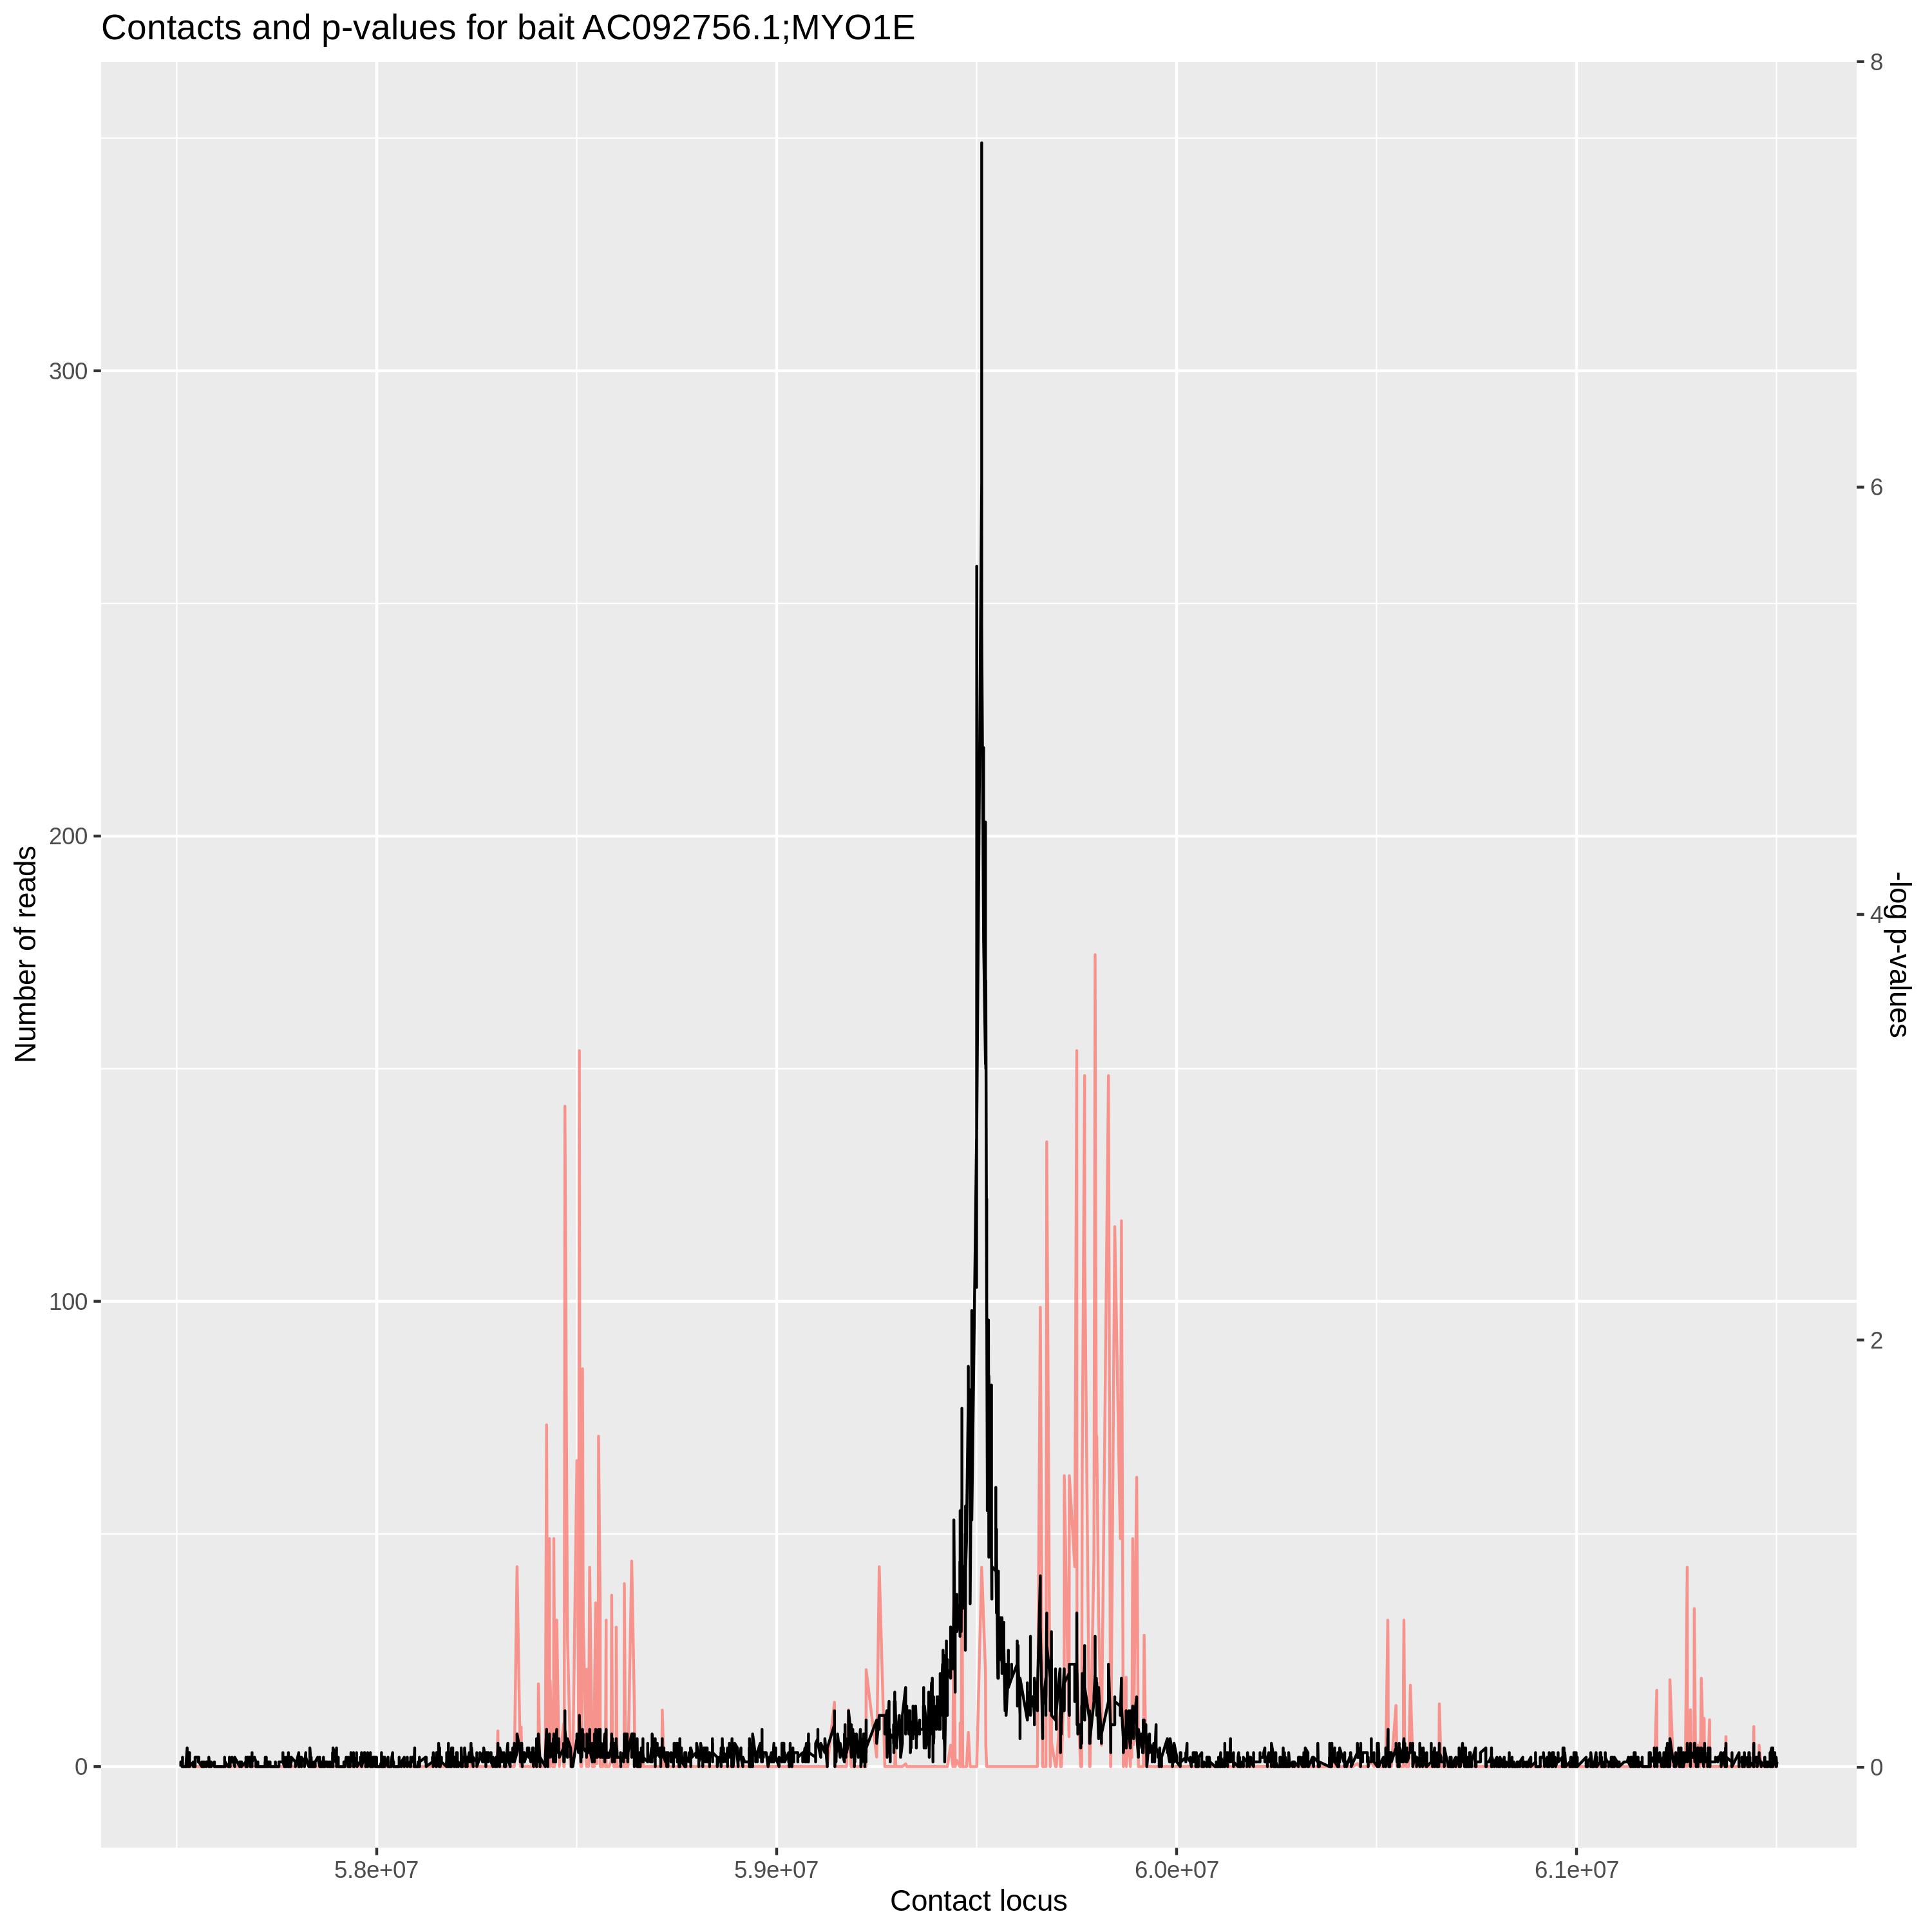 Contacts and p-values for bait AC092756.1;MYO1E
8
300
6
200
4
100
2
0
0
Number of reads
-log p-values
5.8e+07
5.9e+07
6.0e+07
6.1e+07
Contact locus